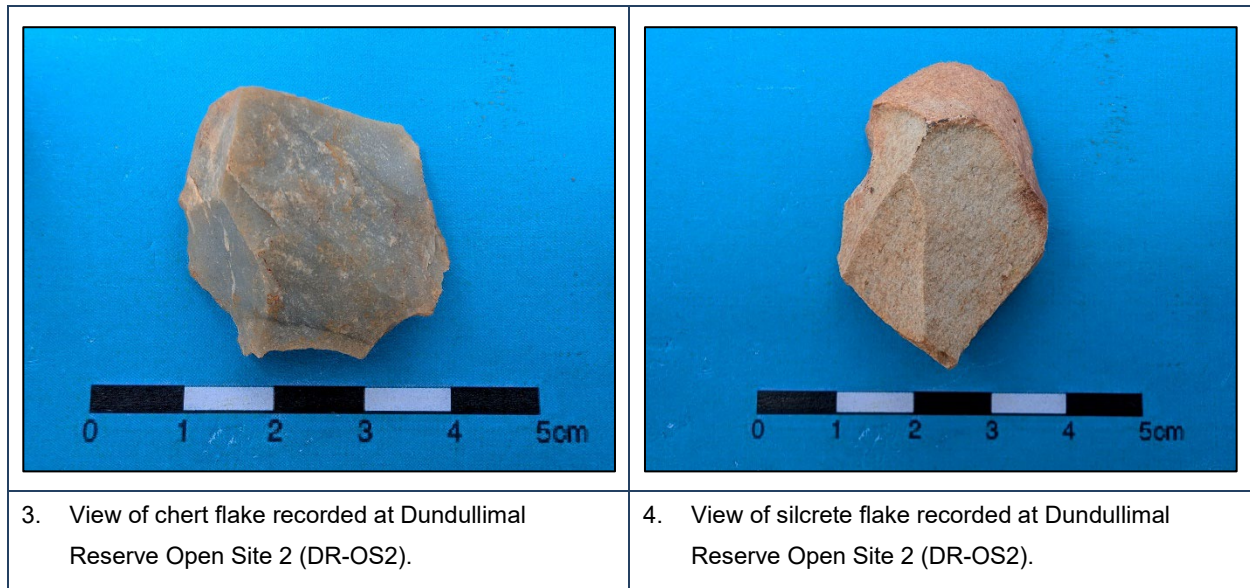 0 1 2 3 4 5cm
0 1 2 3 4 5cm
3. View of chert flake recorded at Dundullimal
Reserve Open Site 2 (DR-OS2).
4. View of silcrete flake recorded at Dundullimal
Reserve Open Site 2 (DR-OS2).